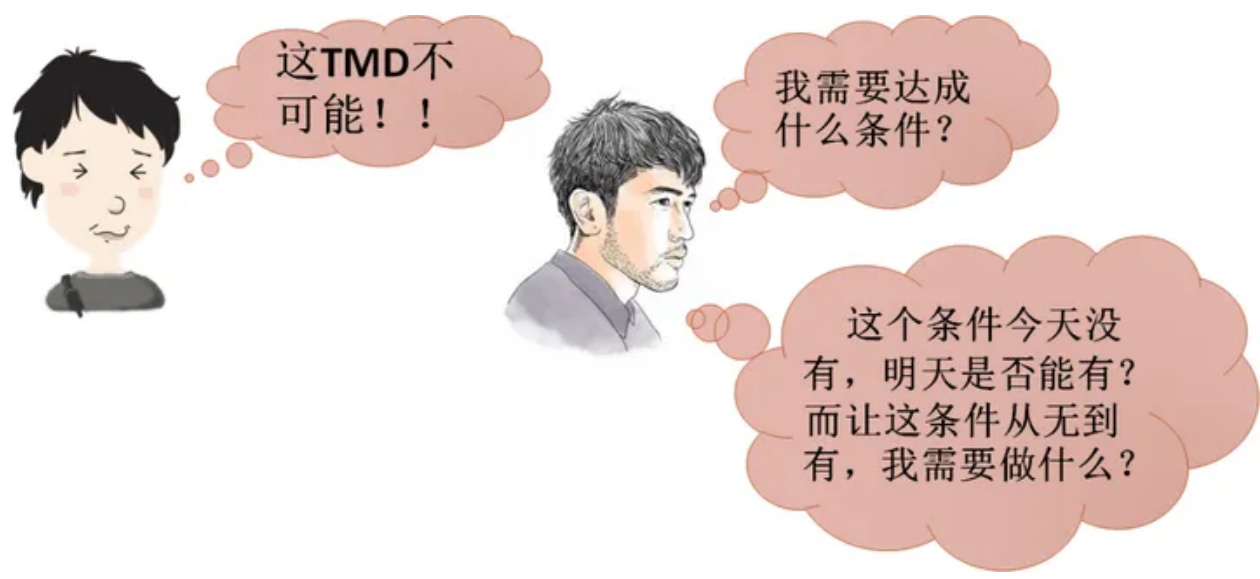 这TMD不
可能！！
我需要达成
什么条件？
这个条件今天没
有，明天是否能有？
而让这条件从无到
有，我需要做什么？